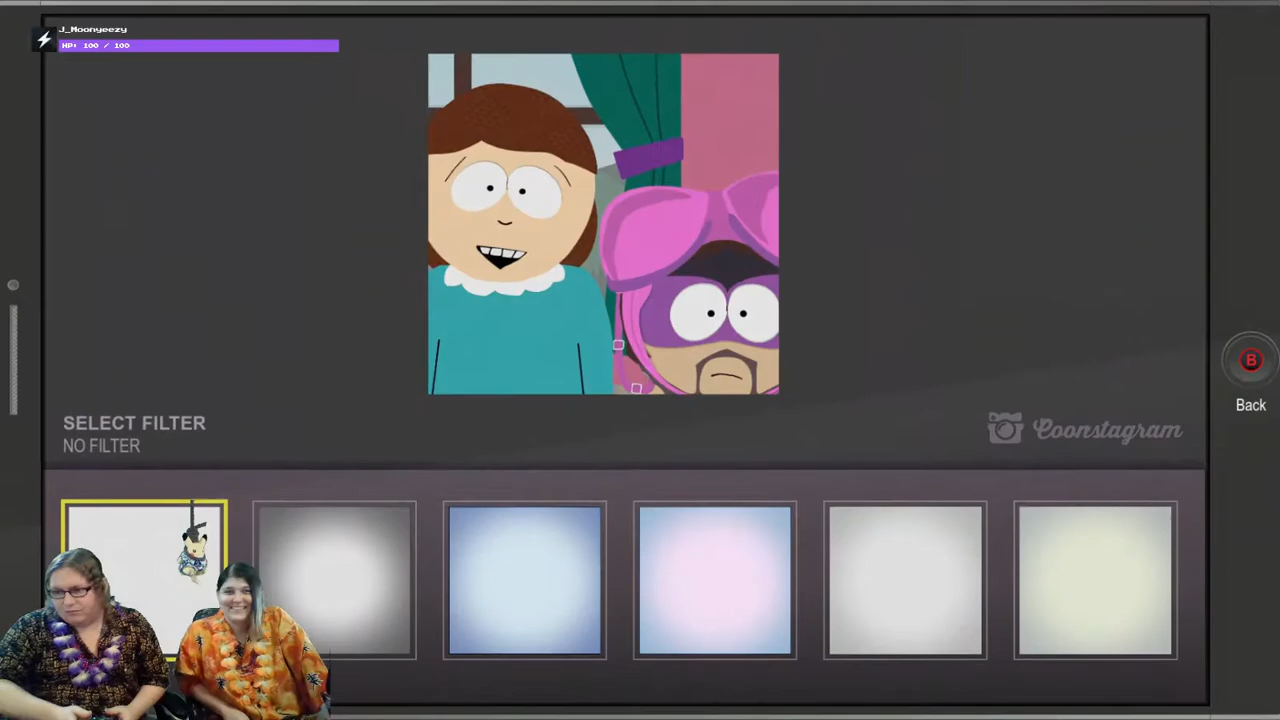 J_Moonyeezy
HP: 100 / 100
SELECT FILTER
NO FILTER
Coonstagram
B
Back